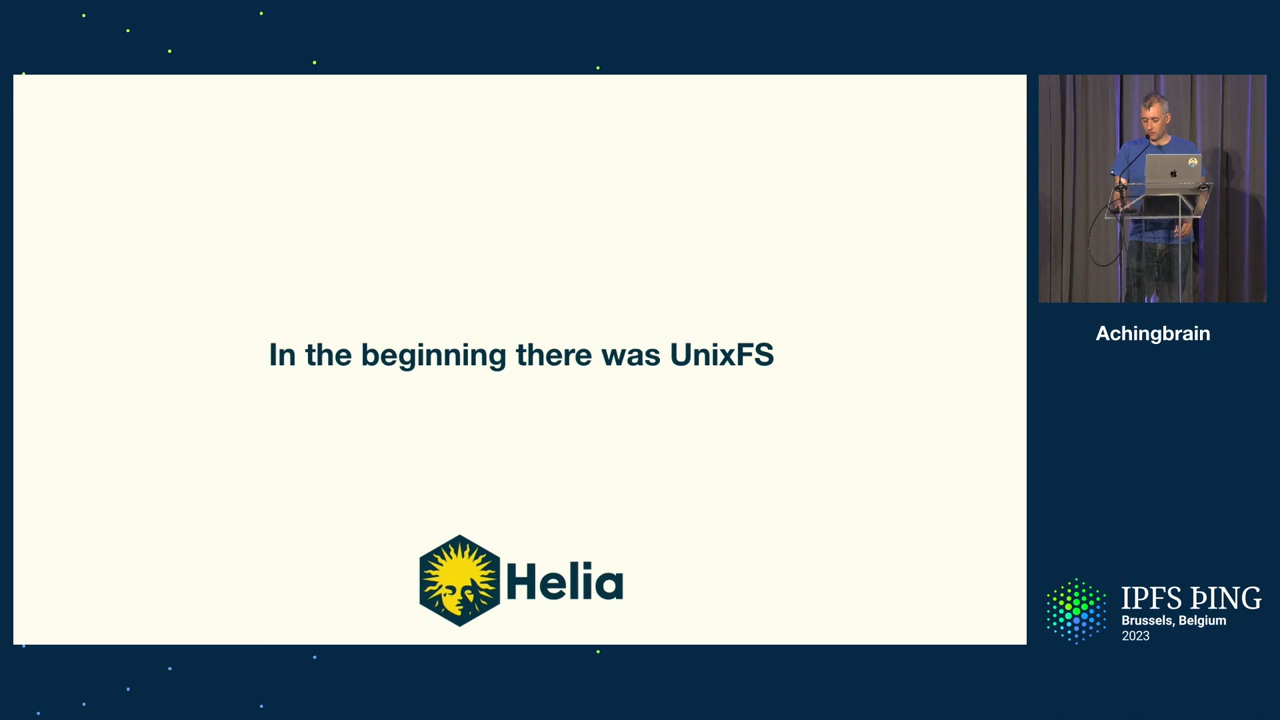 In the beginning there was UnixFS
Helia
Achingbrain
IPFS ÞING
Brussels, Belgium
2023